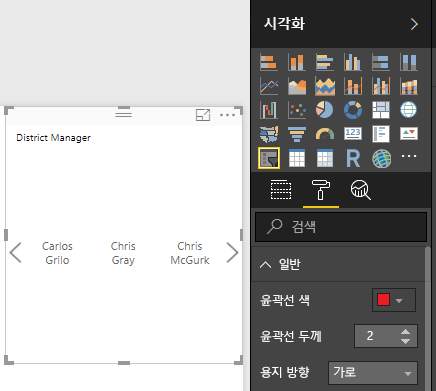 시각화
District Manager
Carlos Grilo
Chris Gray
Chris McGurk
123
R
검색
일반
윤곽선 색
윤곽선 두께 2
용지 방향 가로